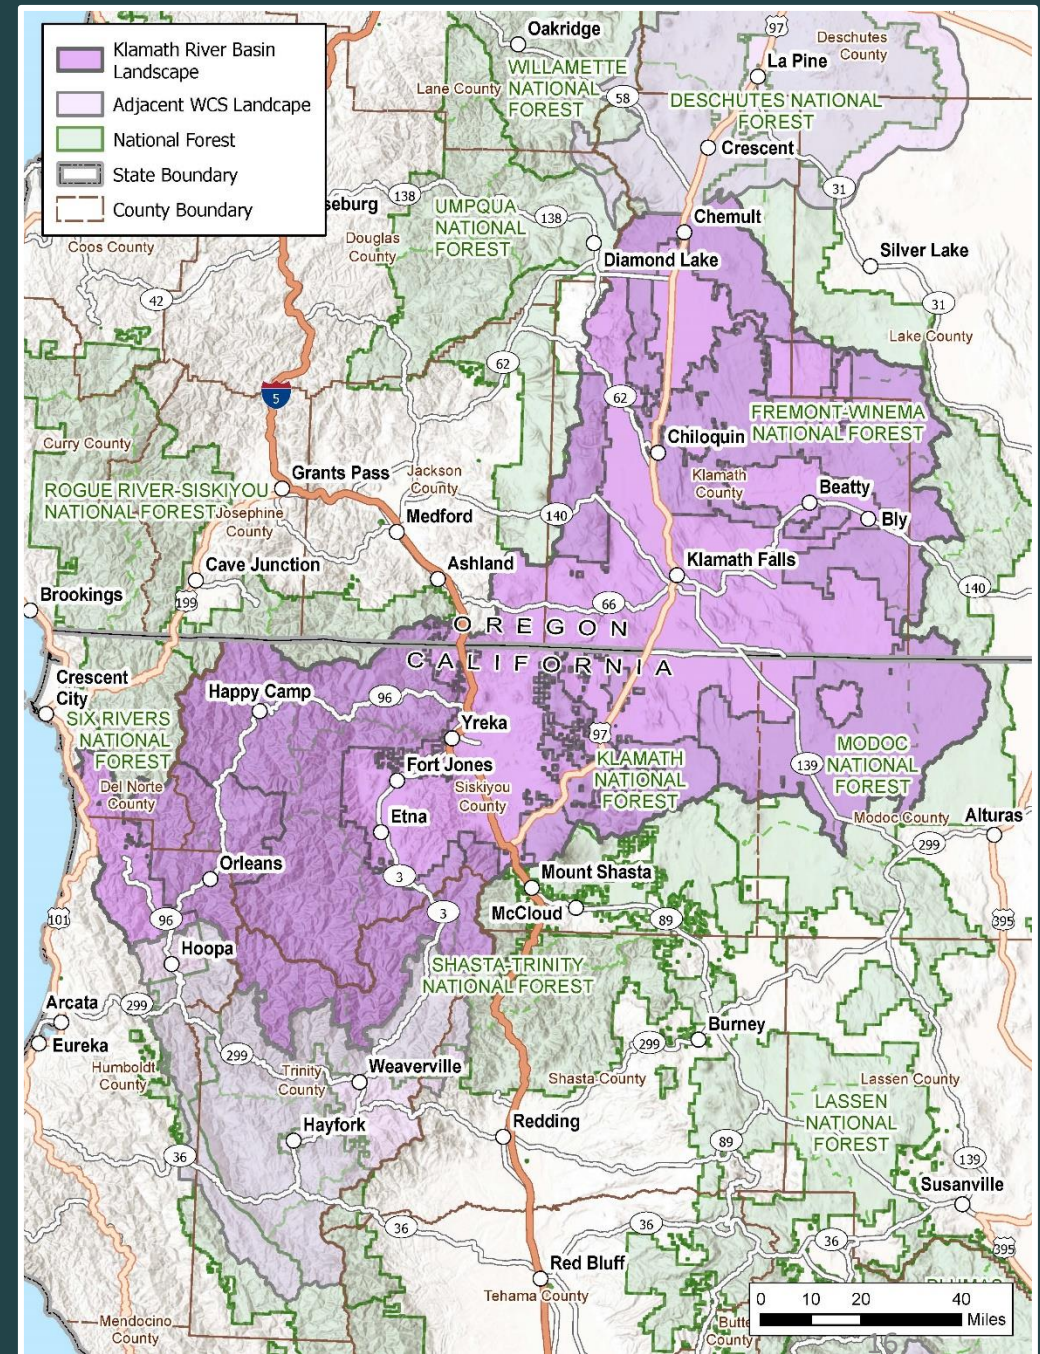 Klamath River Basin
Landscape
Adjacent WCS Landcape
National Forest
State Boundary
County Boundary
Oakridge
97
Deschutes
County
La Pine
WILLAMETTE
NATIONAL
FOREST
Lane County
58
DESCHUTES NATIONAL
FOREST
Crescent
31
138
seburg
UMPQUA
NATIONAL
FOREST
138
Chemult
Coos County
Douglas
County
Diamond Lake
Silver Lake
42
31
Lake County
62
5
62
FREMONT-WINEMA
NATIONAL FOREST
Curry County
Chiloquin
Grants Pass
Jackson
County
Klamath
County
Beatty
ROGUE RIVER-SISKIYOU
NATIONAL FOREST
Josephine
County
Medford
140
Bly
Cave Junction
Ashland
Klamath Falls
Brookings
199
66
140
OREGON
CALIFORNIA
Crescent
City
Happy Camp
96
SIX RIVERS
NATIONAL
FOREST
Yreka
97
Fort Jones
KLAMATH
NATIONAL
FOREST
139
MODOC
NATIONAL
FOREST
Del Norte
County
Siskiyou
County
Etna
Modoc County
Alturas
299
Orleans
3
Mount Shasta
McCloud
3
89
101
96
395
Hoopa
SHASTA-TRINITY
NATIONAL FOREST
Arcata
299
Eureka
Burney
299
299
Humboldt
County
Trinity
County
Weaverville
Shasta County
Lassen County
LASSEN
NATIONAL
FOREST
Hayfork
Redding
89
36
139
Susanville
36
36
36
395
Red Bluff
Tehama County
Mendocino
County
Butte
County
0 10 20 40
Miles
16